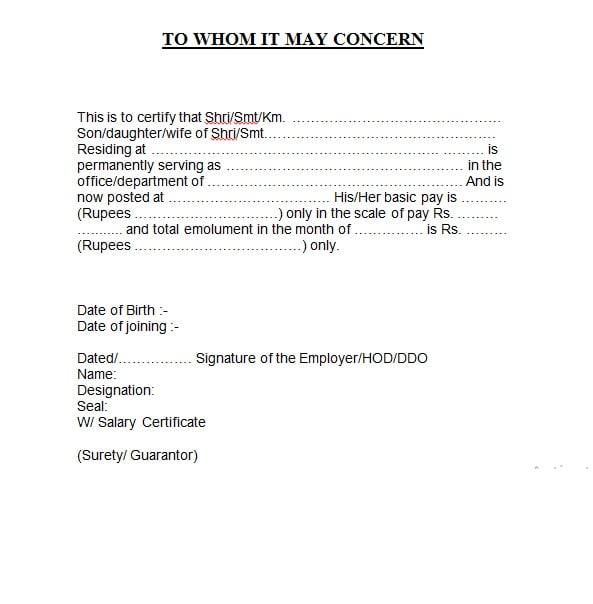 TO WHOM IT MAY CONCERN
This is to certify that Shri/Smt/Km. ..................................................
Son/daughter/wife of Shri/Smt.......................................................
Residing at ..................................................................... .......... is
permanently serving as ......................................................... in the
office/department of ............................................................. And is
now posted at ....................................... His/Her basic pay is ...........
(Rupees ..................................) only in the scale of pay Rs. ..........
........... and total emolument in the month of ................ is Rs. ..........
(Rupees ........................................) only.
Date of Birth :-
Date of joining :-
Dated/................. Signature of the Employer/HOD/DDO
Name:
Designation:
Seal:
W/ Salary Certificate
(Surety/ Guarantor)